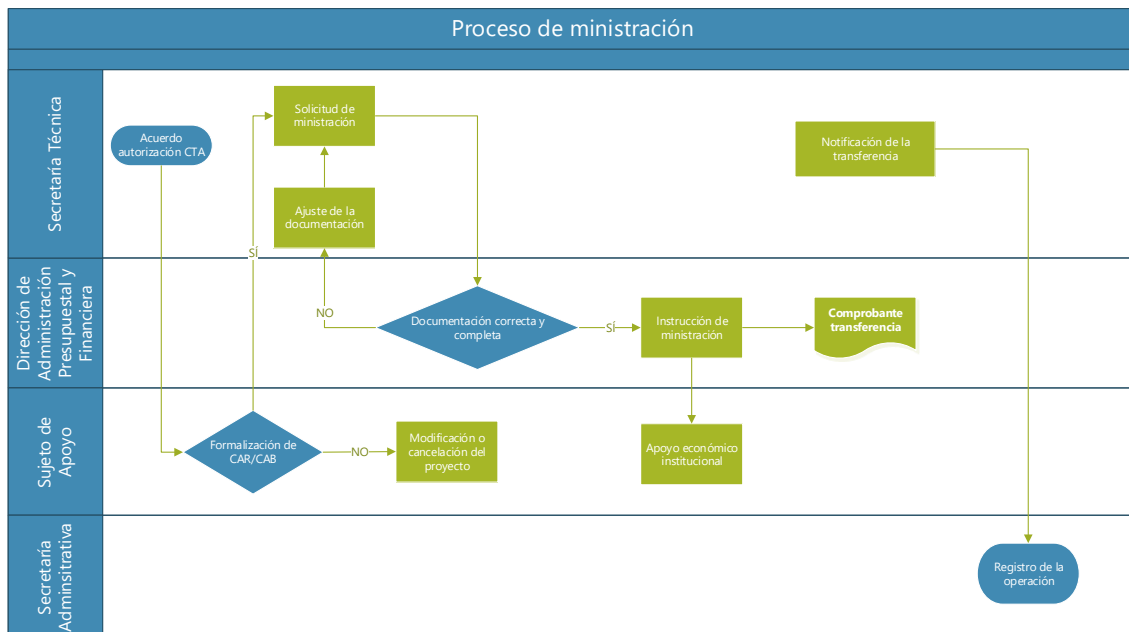 Proceso de ministración
Secretaría Técnica
Acuerdo
autorización CTA
Solicitud de
ministración
Ajuste de la
documentación
Notificación de la
transferencia
SÍ
Dirección de
Administración
Presupuestal y
Financiera
NO
Documentación correcta y
completa
SÍ
Instrucción de
ministración
Comprobante
transferencia
Sujeto de
Apoyo
Formalización de
CAR/CAB
NO
Modificación o
cancelación del
proyecto
Apoyo económico
institucional
Secretaría
Adminsitrativa
Registro de la
operación